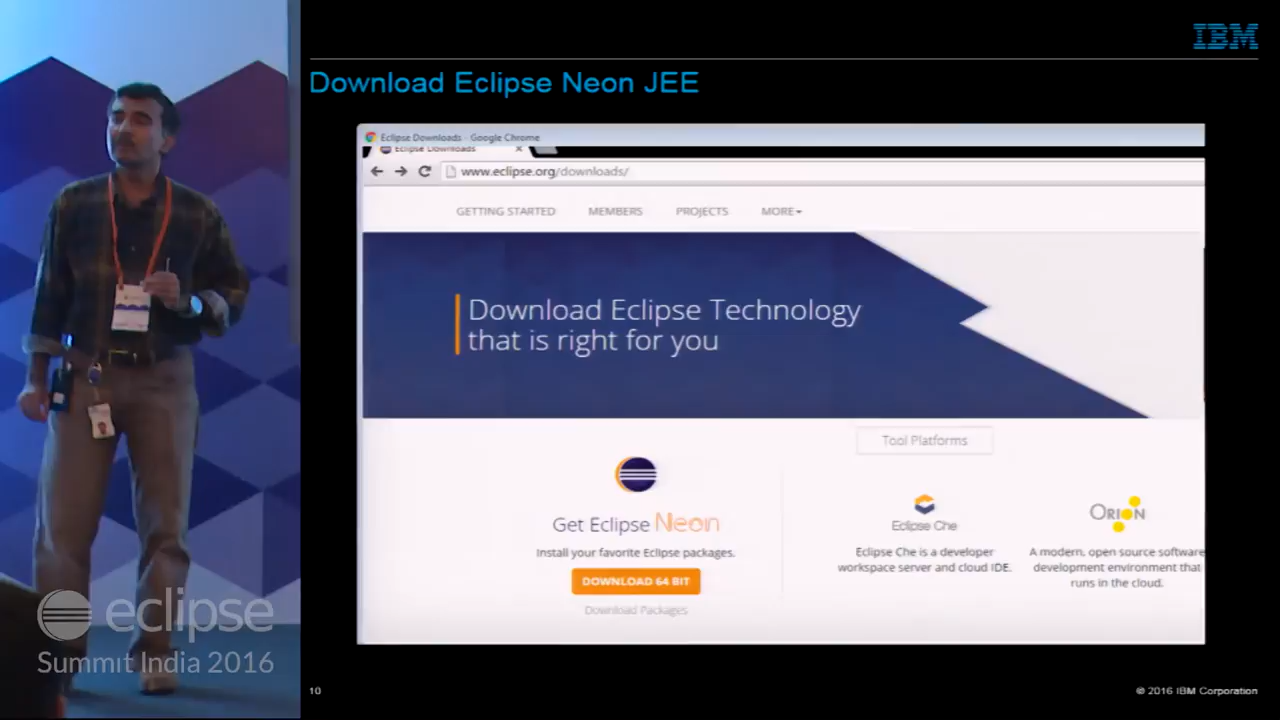 IBM
Download Eclipse Neon JEE
Eclipse Downloads - Google Chrome
Eclipse Downloads
www.eclipse.org/downloads/
GETTING STARTED
MEMBERS
PROJECTS
MORE
Download Eclipse Technology
that is right for you
Tool Platforms
Get Eclipse Neon
Install your favorite Eclipse packages.
DOWNLOAD 64 BIT
Download Packages
Eclipse Che
Eclipse Che is a developer
workspace server and cloud IDE.
ORION
A modern, open source software
development environment that
runs in the cloud.
eclipse
Summit India 2016
10
© 2016 IBM Corporation